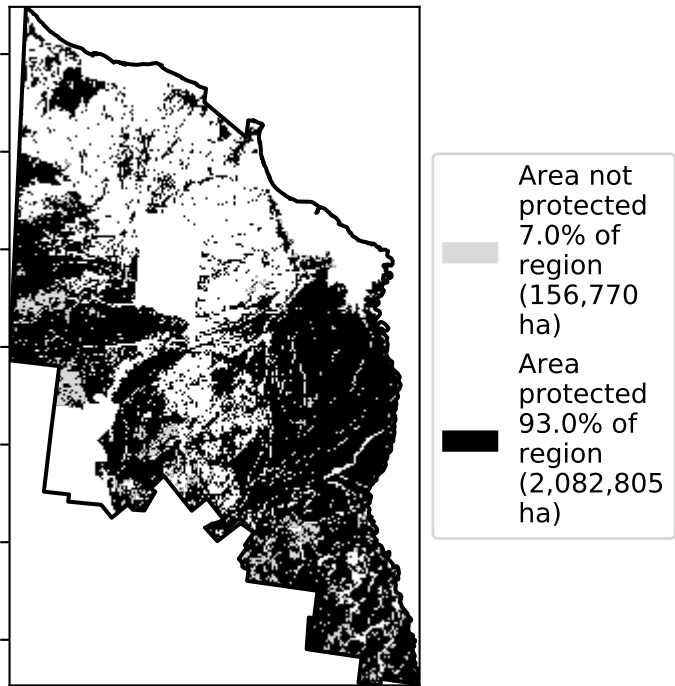 Area not
protected
7.0% of
region
(156,770
ha)
Area
protected
93.0% of
region
(2,082,805
ha)